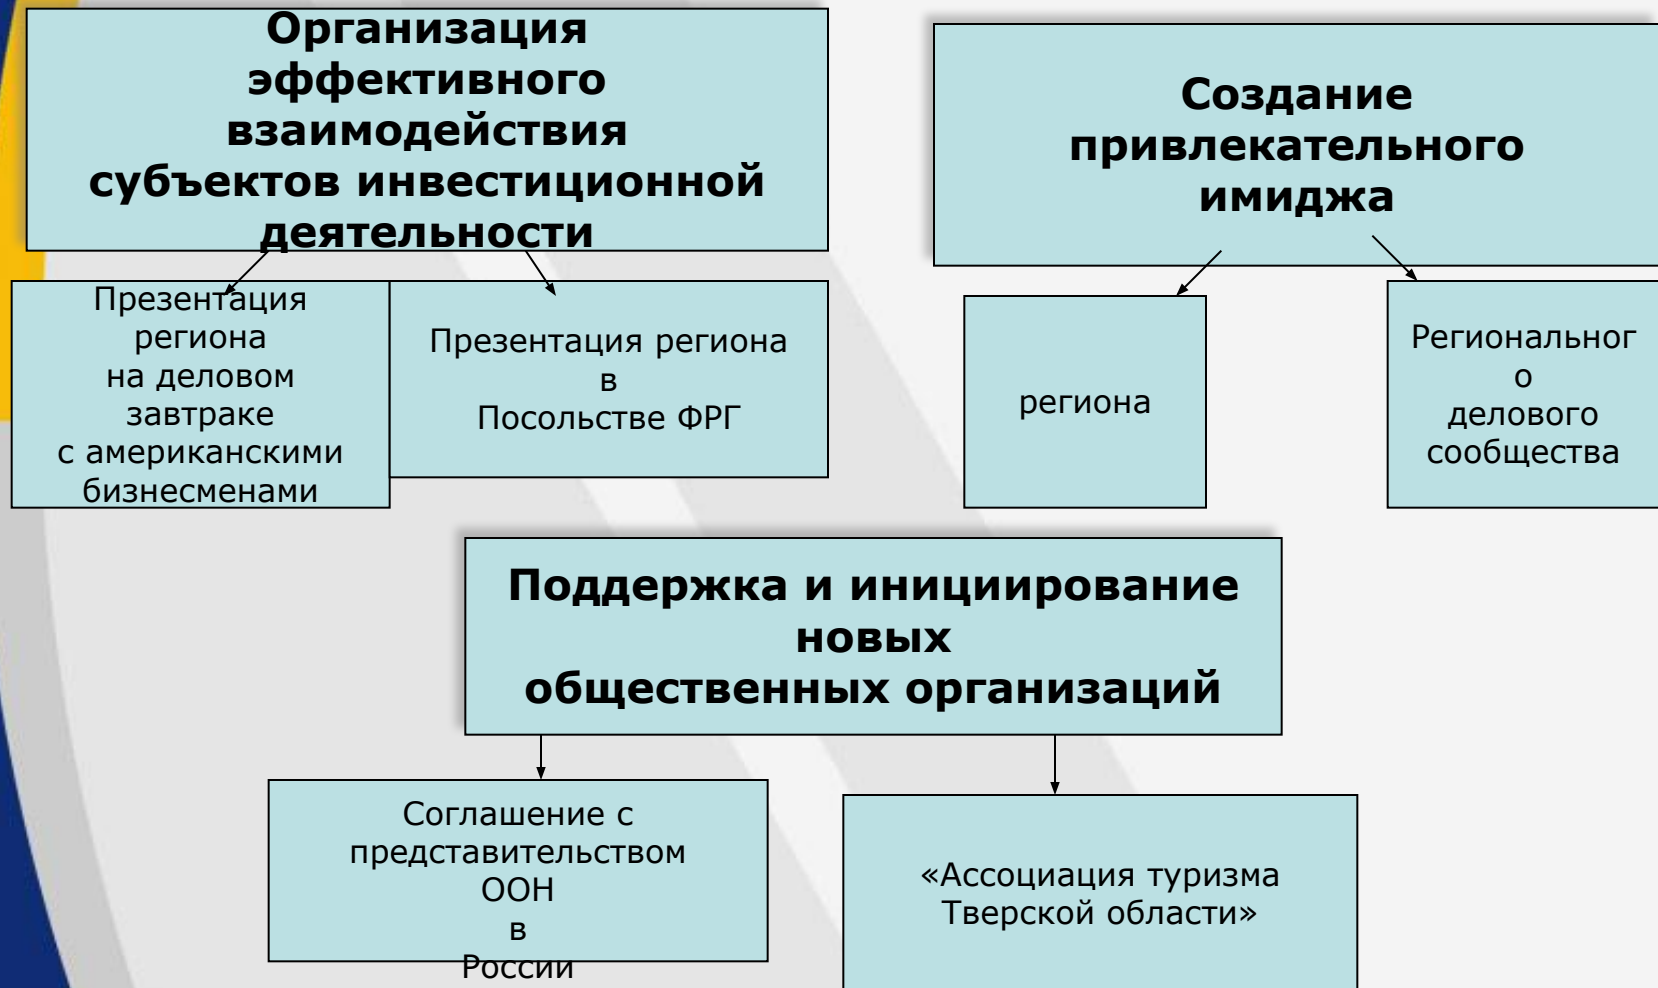 Организация
эффективного
взаимодействия
субъектов инвестиционной
деятельности
Создание
привлекательного
имиджа
Презентация
региона
на деловом
завтраке
с американскими
бизнесменами
Презентация региона
в
Посольстве ФРГ
региона
Региональног
о
делового
сообщества
Поддержка и инициирование
новых
общественных организаций
Соглашение с
представительством
ООН
в
России
«Ассоциация туризма
Тверской области»